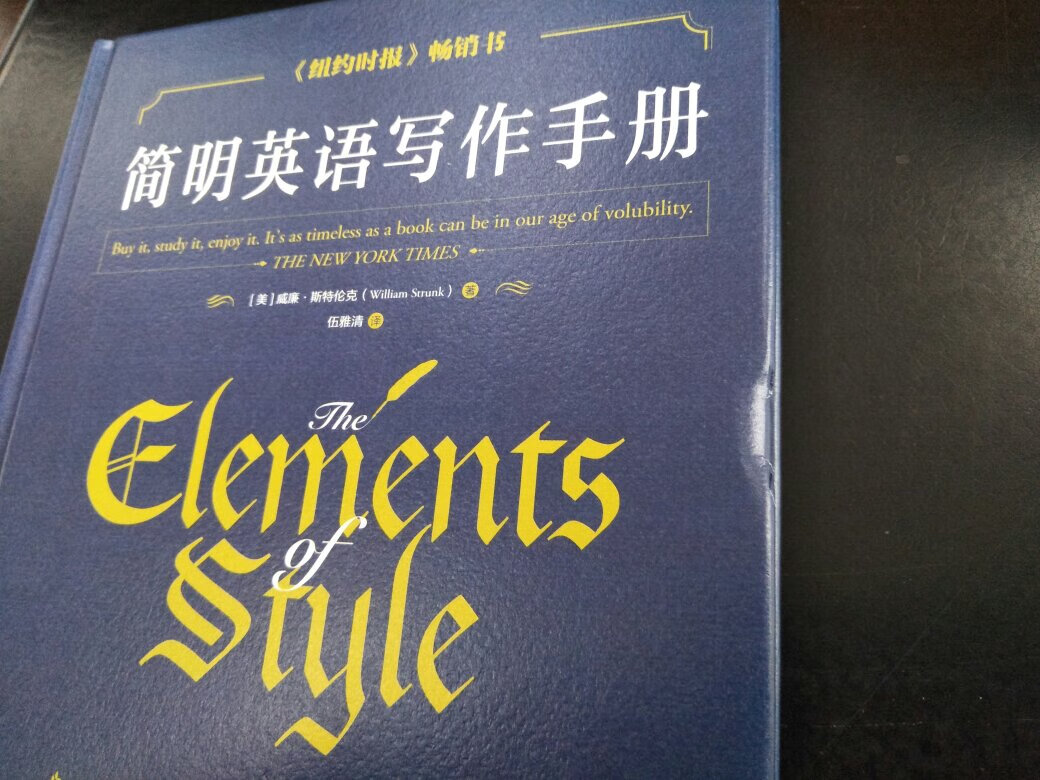 《纽约时报》畅销书
简明英语写作手册
Buy it, study it, enjoy it. It's as timeless as a book can be in our age of volubility.
THE NEW YORK TIMES
[美]威廉·斯特伦克（William Strunk）著
伍雅清 译
The
Elements
of
Style